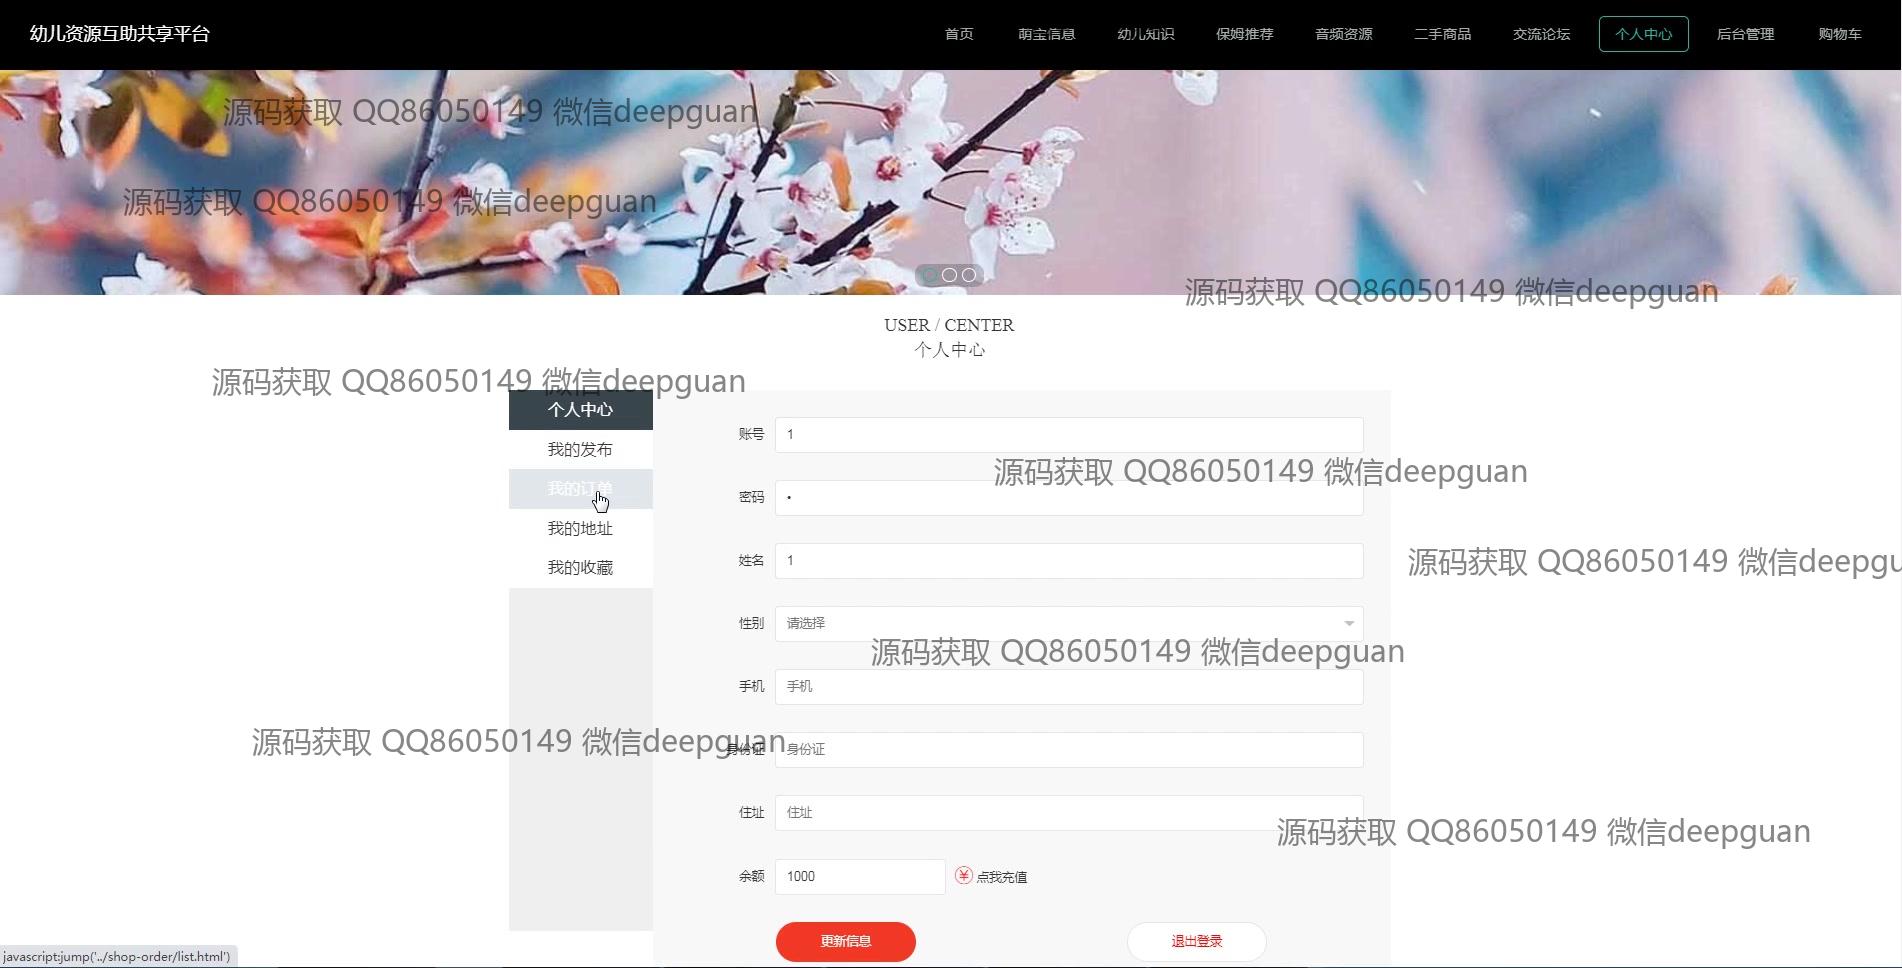 幼儿资源互助共享平台
首页 萌宝信息 幼儿知识 保姆推荐 音频资源 二手商品 交流论坛 个人中心 后台管理 购物车
源码获取 QQ86050149 微信deepguan
源码获取 QQ86050149 微信deepguan
源码获取 QQ86050149 微信deepguan
USER / CENTER
个人中心
源码获取 QQ86050149 微信deepguan
个人中心
我的发布
我的订单
我的地址
我的收藏
账号 1
源码获取 QQ86050149 微信deepguan
密码 •
姓名 1
源码获取 QQ86050149 微信deepgu
性别 请选择
源码获取 QQ86050149 微信deepguan
手机 手机
源码获取 QQ86050149 微信deepguan
身份证 身份证
住址 住址
源码获取 QQ86050149 微信deepguan
余额 1000 ¥ 点我充值
更新信息 退出登录
javascript:jump('../shop-order/list.html')